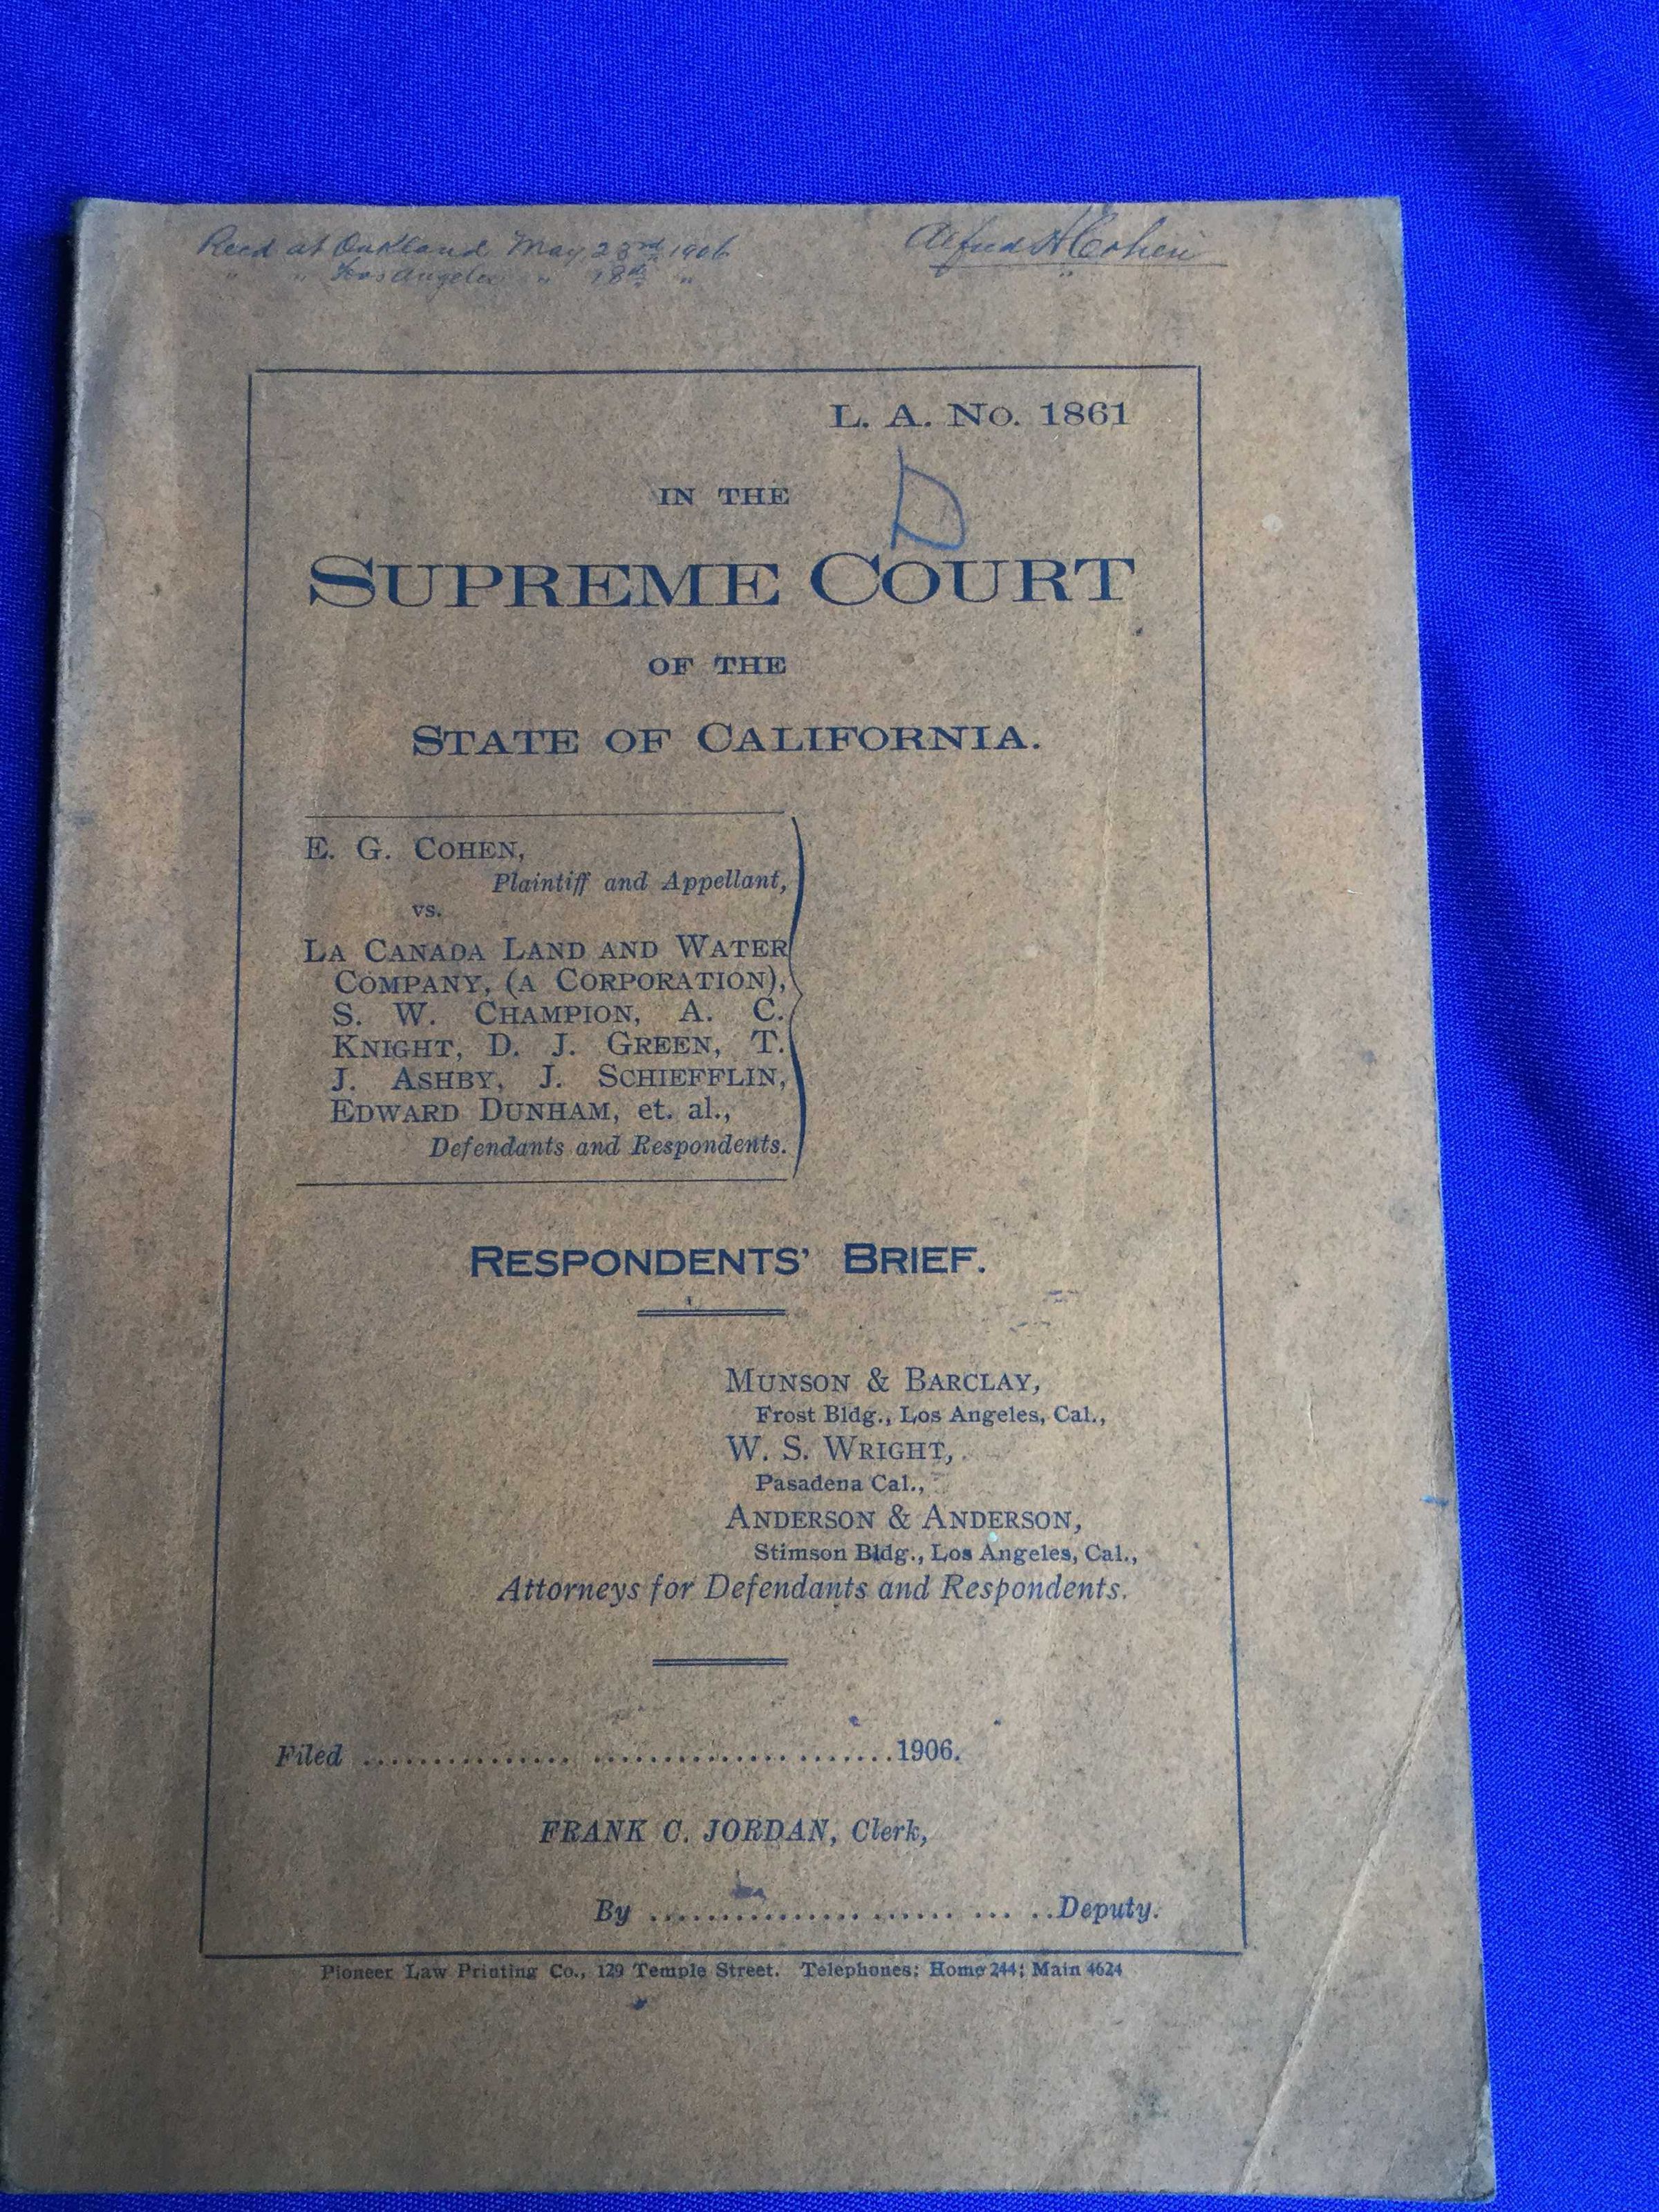 Recd at Oakland May 23rd 1906
" " Los Angeles " 18th "
Alfred H Cohen
L. A. No. 1861
D
IN THE
SUPREME COURT
OF THE
STATE OF CALIFORNIA.
E. G. COHEN,
Plaintiff and Appellant,
vs.
LA CANADA LAND AND WATER
COMPANY, (A CORPORATION),
S. W. CHAMPION, A. C.
KNIGHT, D. J. GREEN, T.
J. ASHBY, J. SCHIEFFLIN,
EDWARD DUNHAM, et. al.,
Defendants and Respondents.
RESPONDENTS' BRIEF.
MUNSON & BARCLAY,
Frost Bldg., Los Angeles, Cal.,
W. S. WRIGHT,
Pasadena Cal.,
ANDERSON & ANDERSON,
Stimson Bldg., Los Angeles, Cal.,
Attorneys for Defendants and Respondents.
Filed ........................................1906.
FRANK C. JORDAN, Clerk,
By ..............................Deputy.
Pioneer Law Printing Co., 129 Temple Street. Telephones: Home 244; Main 4624